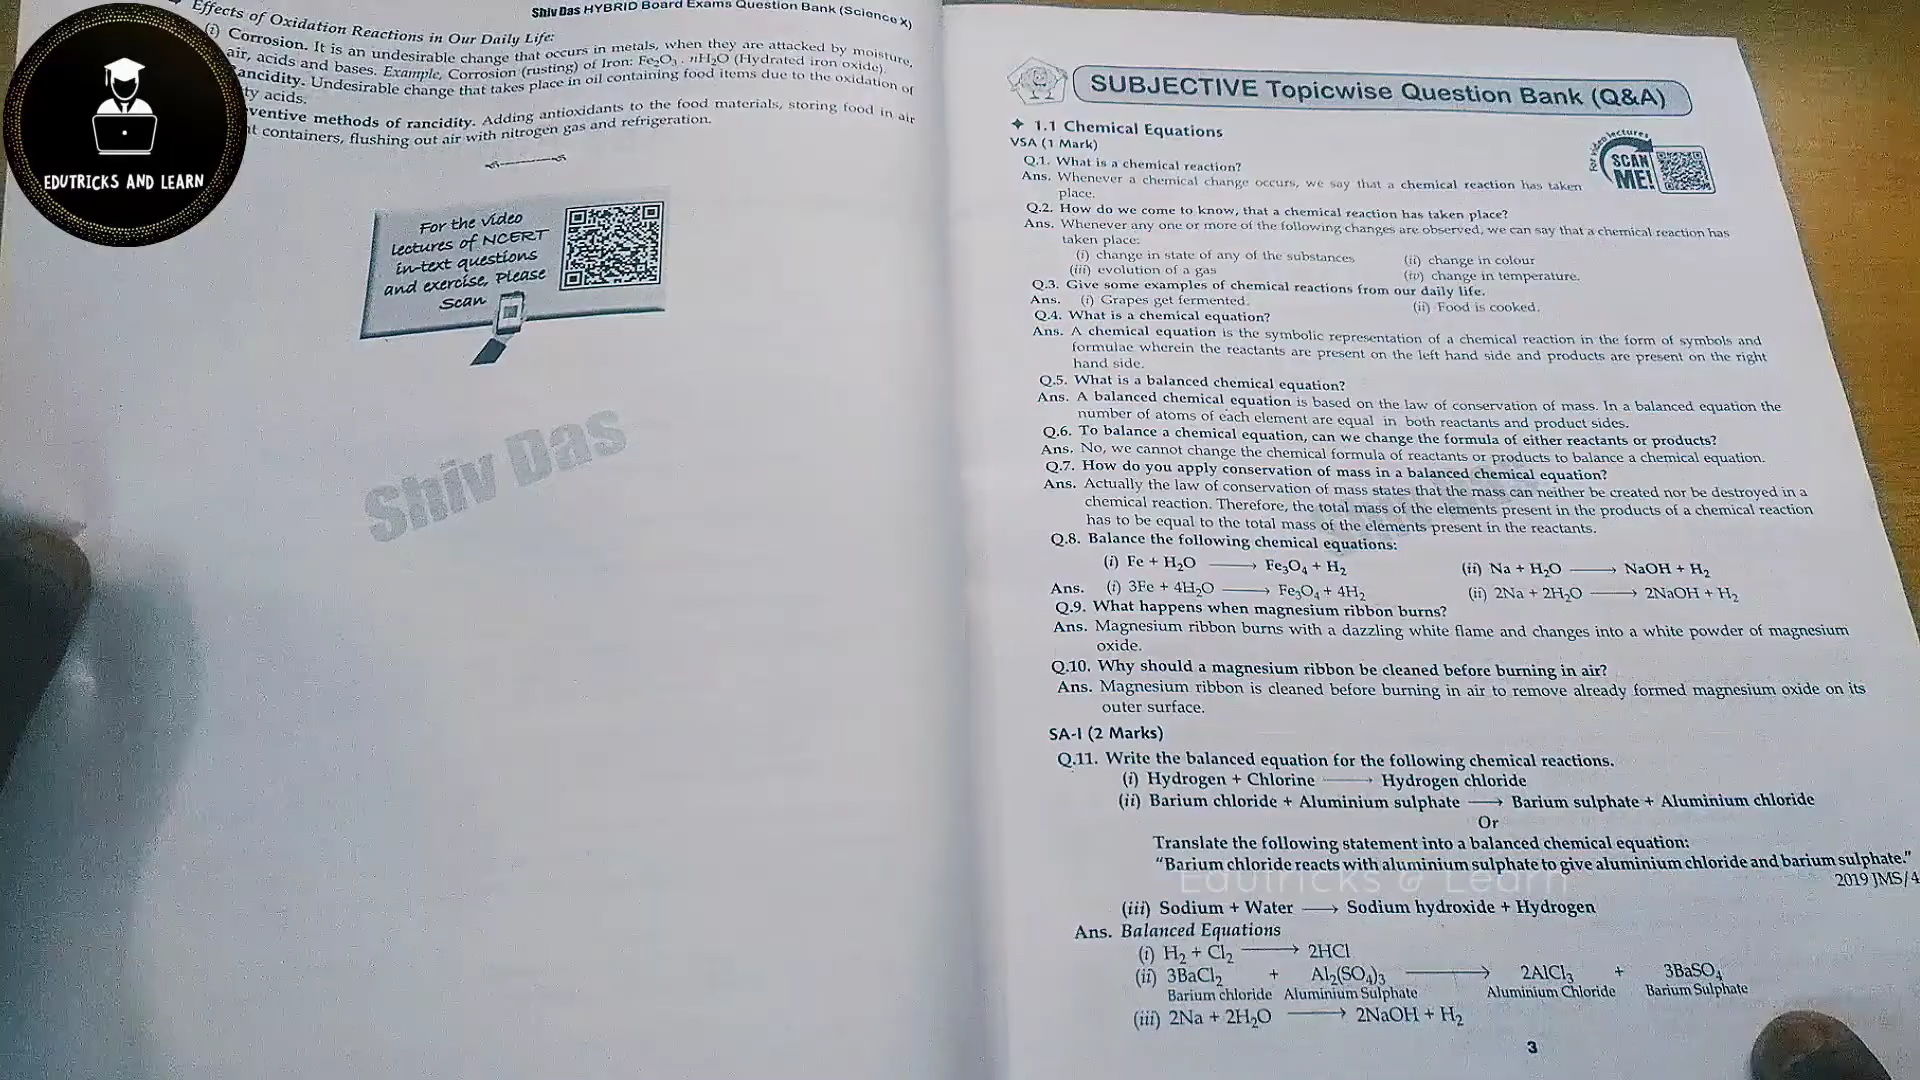 EDUTRICKS AND LEARN
Shiv Das HYBRID Board Exams Question Bank (Science X)
Effects of Oxidation Reactions in Our Daily Life:
(i) Corrosion. It is an undesirable change that occurs in metals, when they are attacked by moisture,
air, acids and bases. Example, Corrosion (rusting) of Iron: Fe₂O₃ . nH₂O (Hydrated iron oxide).
ancidity. Undesirable change that takes place in oil containing food items due to the oxidation of
ty acids.
ventive methods of rancidity. Adding antioxidants to the food materials, storing food in air
t containers, flushing out air with nitrogen gas and refrigeration.
For the video
lectures of NCERT
in-text questions
and exercise, Please
Scan
Shiv Das
SUBJECTIVE Topicwise Question Bank (Q&A)
1.1 Chemical Equations
for video lectures
SCAN
ME!
VSA (1 Mark)
Q.1. What is a chemical reaction?
Ans. Whenever a chemical change occurs, we say that a chemical reaction has taken
place.
Q.2. How do we come to know, that a chemical reaction has taken place?
Ans. Whenever any one or more of the following changes are observed, we can say that a chemical reaction has
taken place:
(i) change in state of any of the substances (ii) change in colour
(iii) evolution of a gas (iv) change in temperature.
Q.3. Give some examples of chemical reactions from our daily life.
Ans. (i) Grapes get fermented. (ii) Food is cooked.
Q.4. What is a chemical equation?
Ans. A chemical equation is the symbolic representation of a chemical reaction in the form of symbols and
formulae wherein the reactants are present on the left hand side and products are present on the right
hand side.
Q.5. What is a balanced chemical equation?
Ans. A balanced chemical equation is based on the law of conservation of mass. In a balanced equation the
number of atoms of each element are equal in both reactants and product sides.
Q.6. To balance a chemical equation, can we change the formula of either reactants or products?
Ans. No, we cannot change the chemical formula of reactants or products to balance a chemical equation.
Q.7. How do you apply conservation of mass in a balanced chemical equation?
Ans. Actually the law of conservation of mass states that the mass can neither be created nor be destroyed in a
chemical reaction. Therefore, the total mass of the elements present in the products of a chemical reaction
has to be equal to the total mass of the elements present in the reactants.
Q.8. Balance the following chemical equations:
(i) Fe + H₂O ⟶ Fe₃O₄ + H₂ (ii) Na + H₂O ⟶ NaOH + H₂
Ans. (i) 3Fe + 4H₂O ⟶ Fe₃O₄ + 4H₂ (ii) 2Na + 2H₂O ⟶ 2NaOH + H₂
Q.9. What happens when magnesium ribbon burns?
Ans. Magnesium ribbon burns with a dazzling white flame and changes into a white powder of magnesium
oxide.
Q.10. Why should a magnesium ribbon be cleaned before burning in air?
Ans. Magnesium ribbon is cleaned before burning in air to remove already formed magnesium oxide on its
outer surface.
SA-I (2 Marks)
Q.11. Write the balanced equation for the following chemical reactions.
(i) Hydrogen + Chlorine ⟶ Hydrogen chloride
(ii) Barium chloride + Aluminium sulphate ⟶ Barium sulphate + Aluminium chloride
Or
Translate the following statement into a balanced chemical equation:
"Barium chloride reacts with aluminium sulphate to give aluminium chloride and barium sulphate."
Edutricks & Learn
2019 JMS/4
(iii) Sodium + Water ⟶ Sodium hydroxide + Hydrogen
Ans. Balanced Equations
(i) H₂ + Cl₂ ⟶ 2HCl
(ii) 3BaCl₂ + Al₂(SO₄)₃ ⟶ 2AlCl₃ + 3BaSO₄
Barium chloride Aluminium Sulphate Aluminium Chloride Barium Sulphate
(iii) 2Na + 2H₂O ⟶ 2NaOH + H₂
3